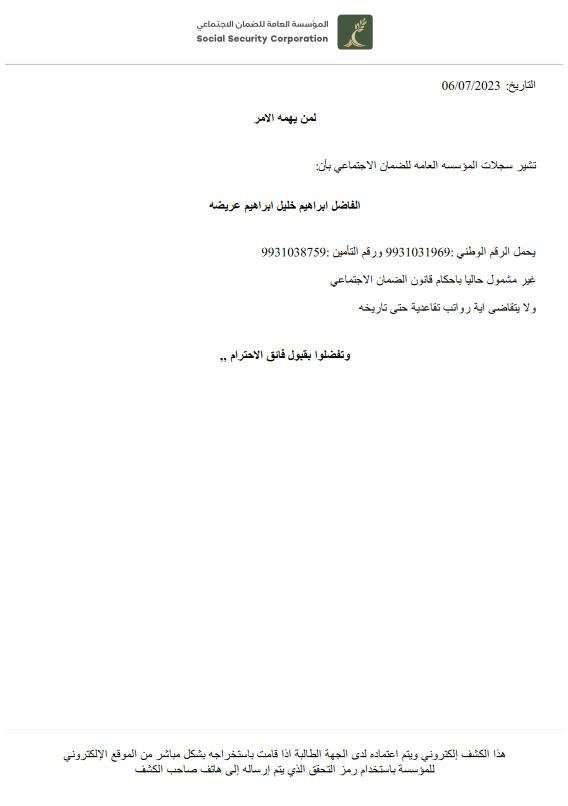 المؤسسة العامة للضمان الاجتماعي
Social Security Corporation
التاريخ: 06/07/2023
لمن يهمه الامر
تشير سجلات المؤسسه العامه للضمان الاجتماعي بأن:
الفاضل ابراهيم خليل ابراهيم عريضه
يحمل الرقم الوطني :9931031969 ورقم التأمين :9931038759
غير مشمول حاليا باحكام قانون الضمان الاجتماعي
ولا يتقاضى اية رواتب تقاعدية حتى تاريخه
وتفضلوا بقبول فائق الاحترام ,,
هذا الكشف إلكتروني ويتم اعتماده لدى الجهة الطالبة اذا قامت باستخراجه بشكل مباشر من الموقع الإلكتروني
للمؤسسة باستخدام رمز التحقق الذي يتم إرساله إلى هاتف صاحب الكشف